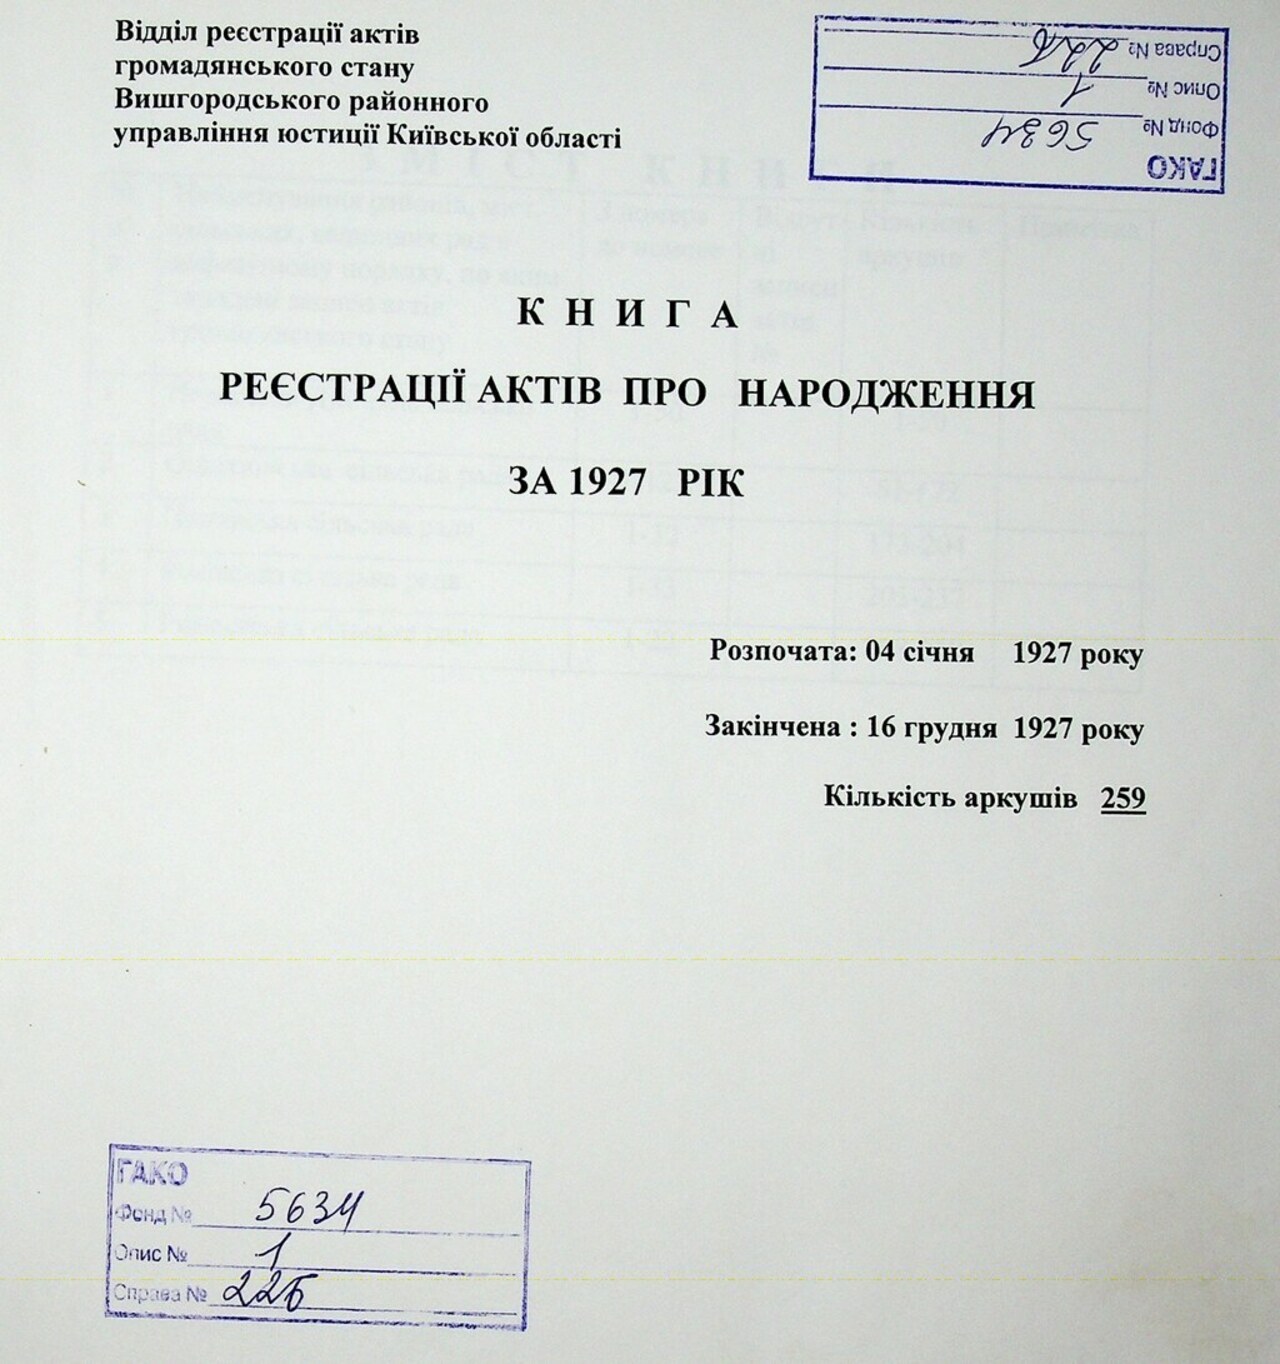 Відділ реєстрації актів
громадянського стану
Вишгородського районного
управління юстиції Київської області
ГАКО
Фонд № 5634
Опис № 1
Справа № 226
К Н И Г А
РЕЄСТРАЦІЇ АКТІВ ПРО НАРОДЖЕННЯ
ЗА 1927 РІК
Розпочата: 04 січня 1927 року
Закінчена : 16 грудня 1927 року
Кількість аркушів 259
ГАКО
Фонд № 5634
Опис № 1
Справа № 226